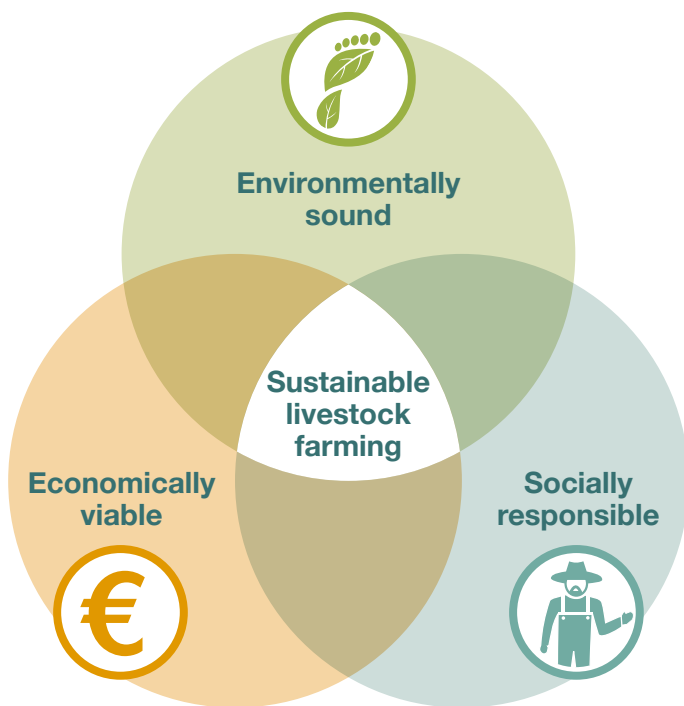 Environmentally
sound
Sustainable
livestock
farming
Economically
viable
Socially
responsible
€